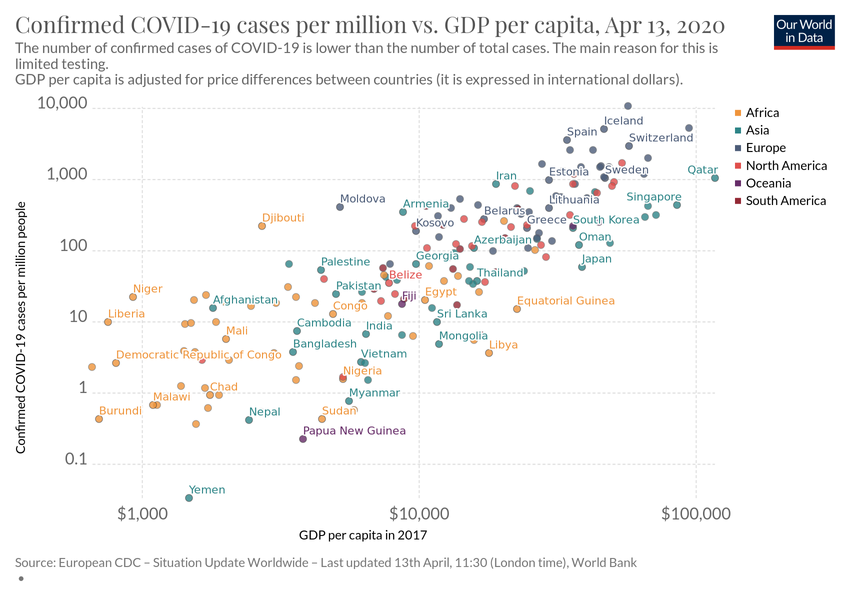 Confirmed COVID-19 cases per million vs. GDP per capita, Apr 13, 2020
Our World
in Data
The number of confirmed cases of COVID-19 is lower than the number of total cases. The main reason for this is
limited testing.
GDP per capita is adjusted for price differences between countries (it is expressed in international dollars).
10,000
1,000
100
10
1
0.1
Confirmed COVID-19 cases per million people
Iceland
Spain
Switzerland
Iran
Estonia
Sweden
Qatar
Moldova
Armenia
Lithuania
Singapore
Djibouti
Kosovo
Belarus
Greece
South Korea
Azerbaijan
Oman
Palestine
Georgia
Japan
Belize
Thailand
Niger
Afghanistan
Pakistan
Fiji
Egypt
Equatorial Guinea
Liberia
Congo
Sri Lanka
Mali
Cambodia
India
Mongolia
Democratic Republic of Congo
Bangladesh
Vietnam
Libya
Chad
Nigeria
Malawi
Myanmar
Burundi
Nepal
Sudan
Papua New Guinea
Yemen
$1,000
$10,000
$100,000
GDP per capita in 2017
Africa
Asia
Europe
North America
Oceania
South America
Source: European CDC – Situation Update Worldwide – Last updated 13th April, 11:30 (London time), World Bank